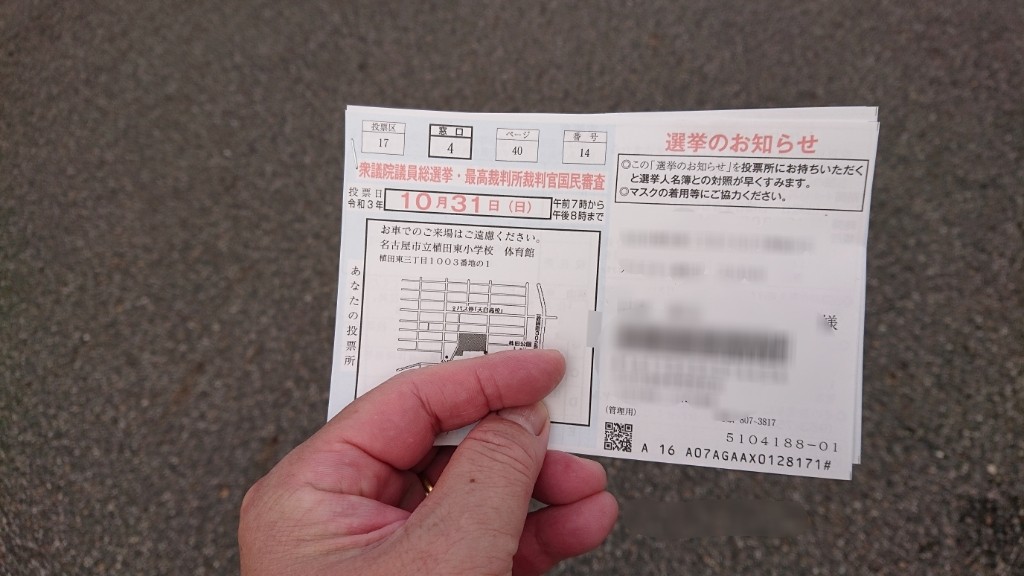 投票区
17
窓口
4
ページ
40
番号
14
衆議院議員総選挙・最高裁判所裁判官国民審査
投票日
令和3年
10月31日(日)
午前7時から
午後8時まで
お車でのご来場はご遠慮ください。
名古屋市立植田東小学校 体育館
植田東三丁目1003番地の1
あなたの投票所
選挙のお知らせ
◎この「選挙のお知らせ」を投票所にお持ちいただく
と選挙人名簿との対照が早くすみます。
◎マスクの着用等にご協力ください。
様
(管理用)
807-3817
5104188-01
A 16 A07AGAAX0128171#